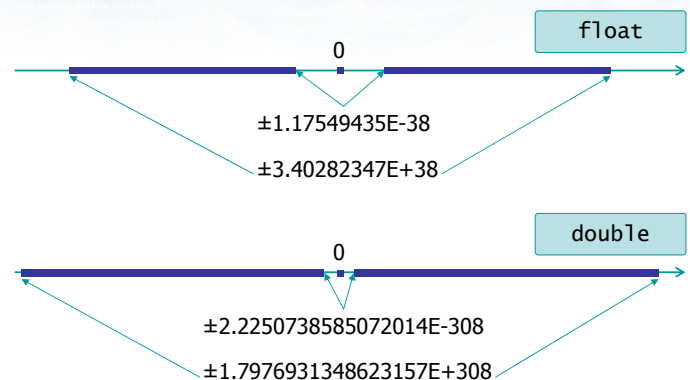 float
0
±1.17549435E-38
±3.40282347E+38
double
0
±2.2250738585072014E-308
±1.7976931348623157E+308